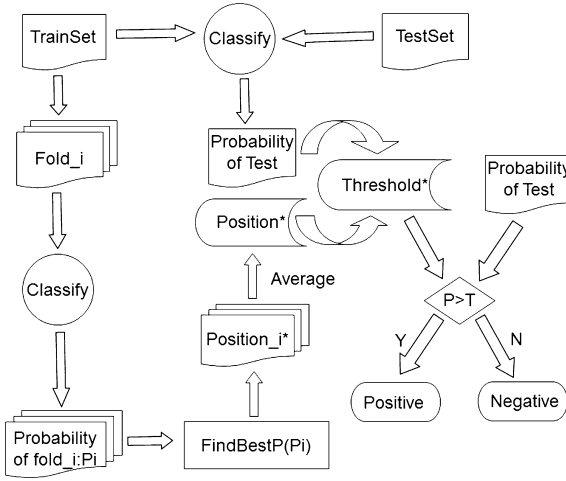 TrainSet
Classify
TestSet
Fold_i
Probability
of Test
Threshold*
Probability
of Test
Position*
Classify
Average
P>T
Position_i*
Y
N
Positive
Negative
Probability
of fold_i:Pi
FindBestP(Pi)